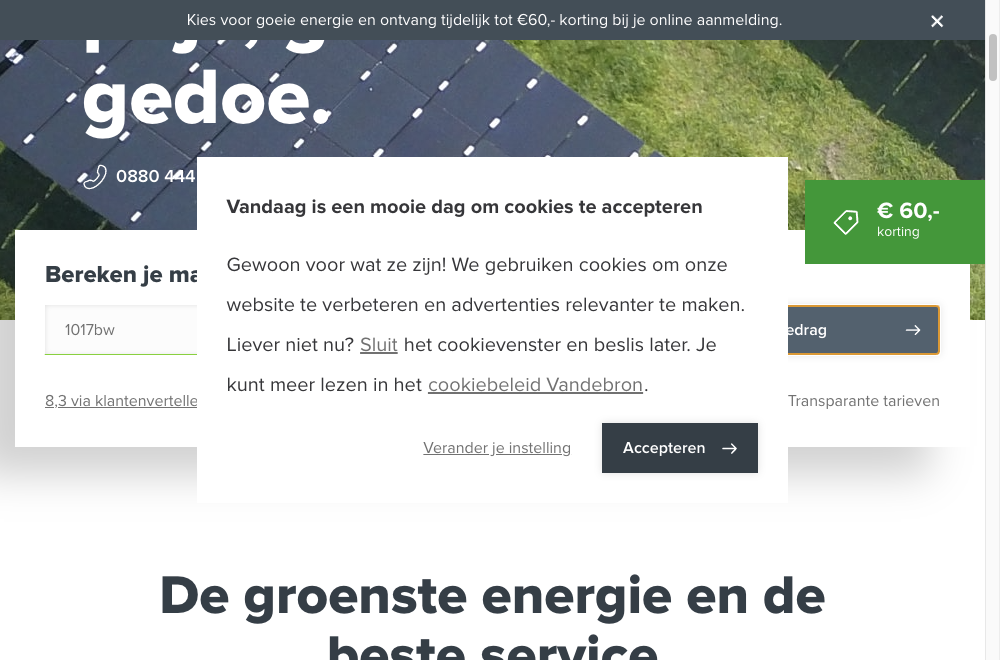 Kies voor goeie energie en ontvang tijdelijk tot €60,- korting bij je online aanmelding.
gedoe.
0880 444
€ 60,-
korting
Vandaag is een mooie dag om cookies te accepteren
Gewoon voor wat ze zijn! We gebruiken cookies om onze
website te verbeteren en advertenties relevanter te maken.
Liever niet nu? Sluit het cookievenster en beslis later. Je
kunt meer lezen in het cookiebeleid Vandebron.
Verander je instelling
Accepteren
Bereken je ma
1017bw
edrag
8,3 via klantenvertelle
Transparante tarieven
De groenste energie en de
beste service